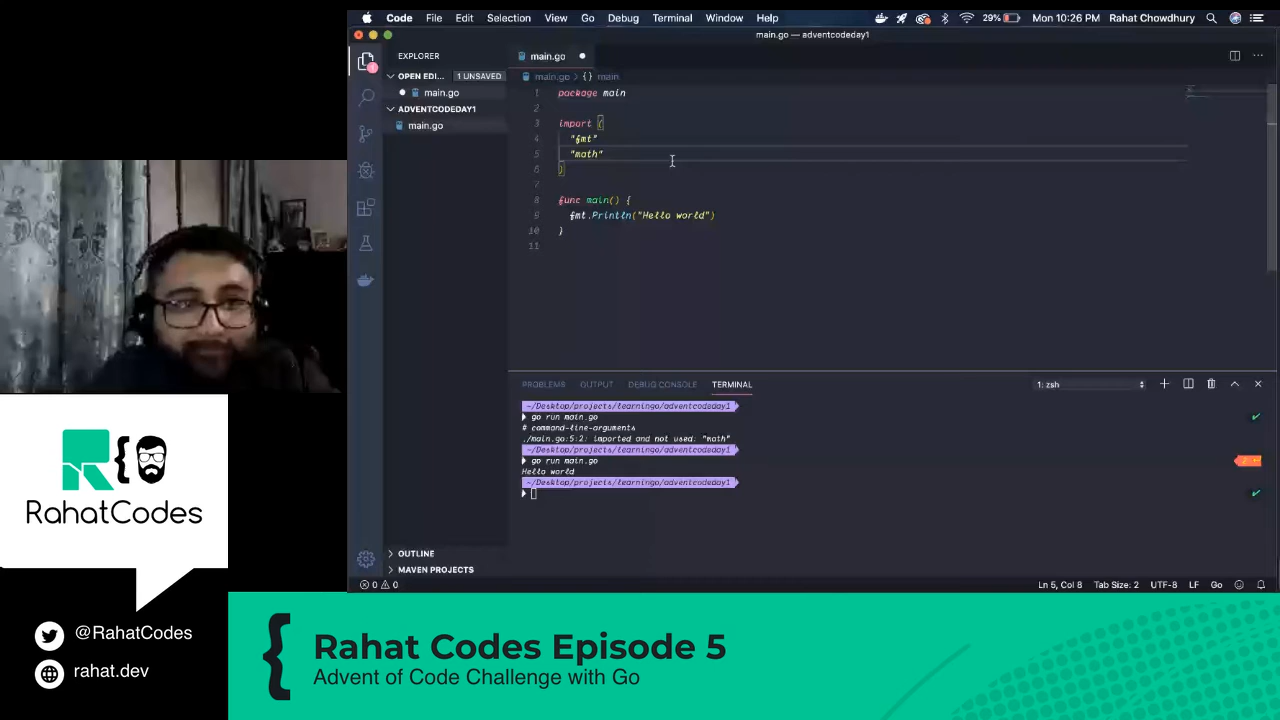 Code File Edit Selection View Go Debug Terminal Window Help 29% Mon 10:26 PM Rahat Chowdhury
main.go — adventcodeday1
EXPLORER
OPEN EDI... 1 UNSAVED
main.go
ADVENTCODEDAY1
main.go
OUTLINE
MAVEN PROJECTS
1
main.go
main.go > {} main
1 package main
2
3 import (
4 "fmt"
5 "math"
6 )
7
8 func main() {
9 fmt.Println("Hello world")
10 }
11
PROBLEMS OUTPUT DEBUG CONSOLE TERMINAL 1: zsh
~/Desktop/projects/learningo/adventcodeday1
go run main.go
# command-line-arguments
./main.go:5:2: imported and not used: "math"
~/Desktop/projects/learningo/adventcodeday1
go run main.go
Hello world
~/Desktop/projects/learningo/adventcodeday1
0 0 Ln 5, Col 8 Tab Size: 2 UTF-8 LF Go
R{
RahatCodes
@RahatCodes
rahat.dev
{
Rahat Codes Episode 5
Advent of Code Challenge with Go